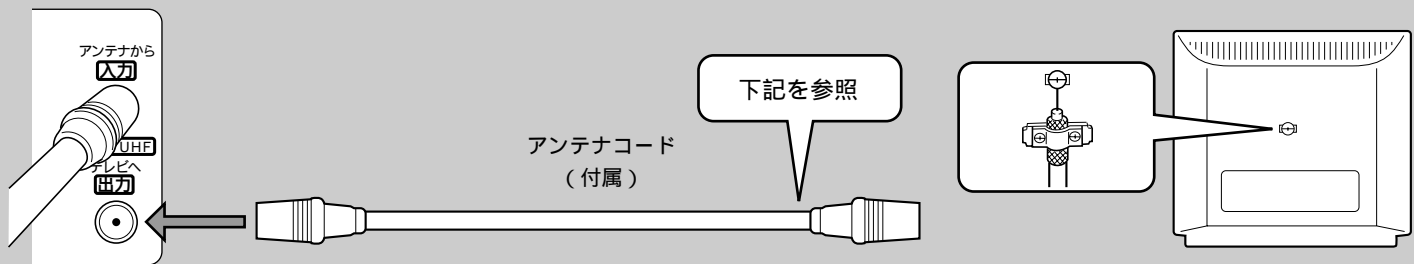 アンテナから
入力
UHF
テレビへ
出力
アンテナコード
(付属)
下記を参照